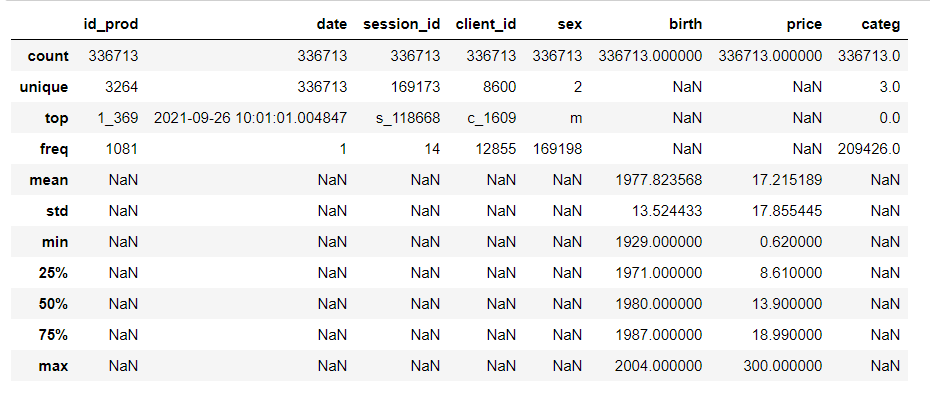 id_prod date session_id client_id sex birth price categ
count 336713 336713 336713 336713 336713 336713.000000 336713.000000 336713.0
unique 3264 336713 169173 8600 2 NaN NaN 3.0
top 1_369 2021-09-26 10:01:01.004847 s_118668 c_1609 m NaN NaN 0.0
freq 1081 1 14 12855 169198 NaN NaN 209426.0
mean NaN NaN NaN NaN NaN 1977.823568 17.215189 NaN
std NaN NaN NaN NaN NaN 13.524433 17.855445 NaN
min NaN NaN NaN NaN NaN 1929.000000 0.620000 NaN
25% NaN NaN NaN NaN NaN 1971.000000 8.610000 NaN
50% NaN NaN NaN NaN NaN 1980.000000 13.900000 NaN
75% NaN NaN NaN NaN NaN 1987.000000 18.990000 NaN
max NaN NaN NaN NaN NaN 2004.000000 300.000000 NaN